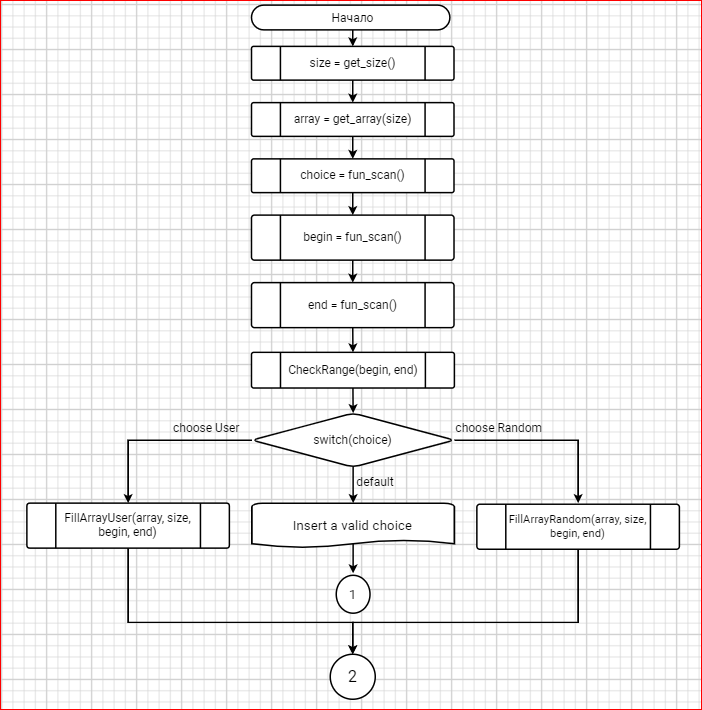 Начало
size = get_size()
array = get_array(size)
choice = fun_scan()
begin = fun_scan()
end = fun_scan()
CheckRange(begin, end)
choose User
switch(choice)
choose Random
default
FillArrayUser(array, size,
begin, end)
Insert a valid choice
FillArrayRandom(array, size,
begin, end)
1
2